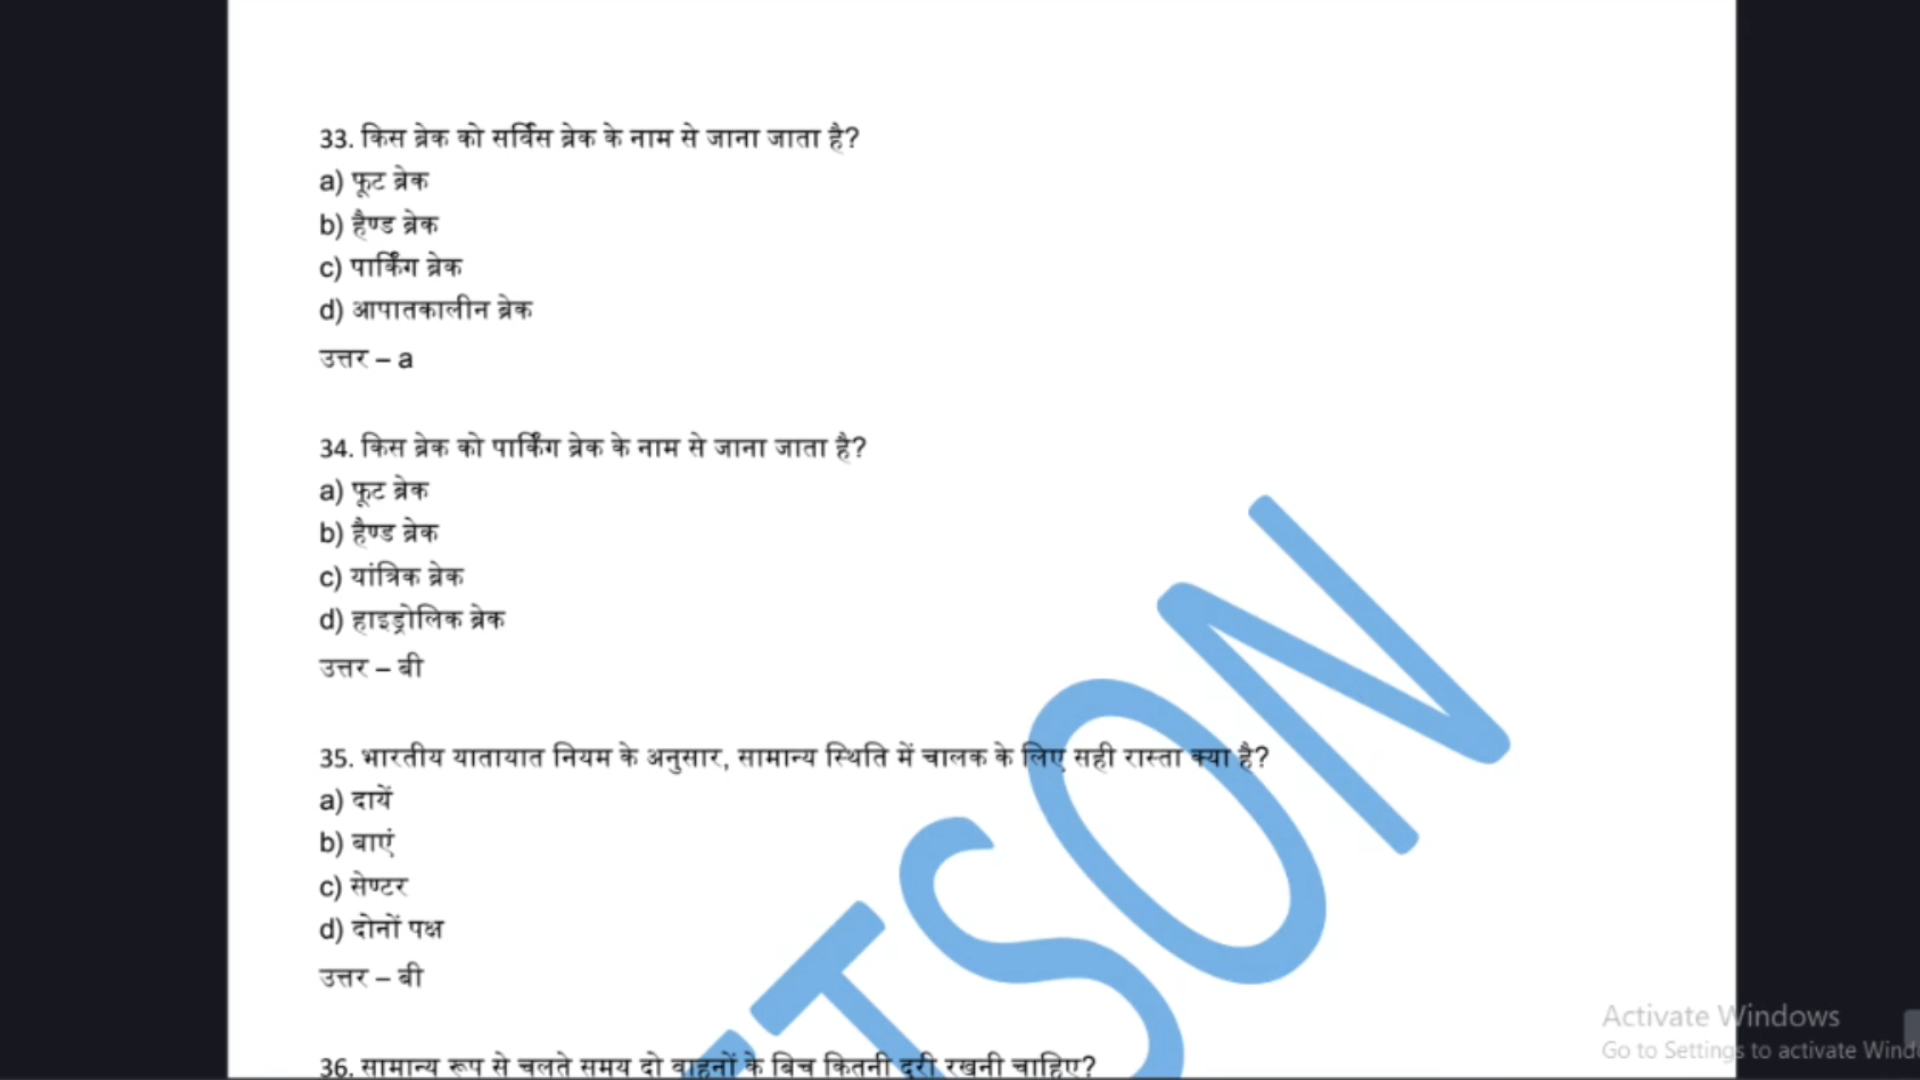 33. किस ब्रेक को सर्विस ब्रेक के नाम से जाना जाता है?
a) फूट ब्रेक
b) हैण्ड ब्रेक
c) पार्किंग ब्रेक
d) आपातकालीन ब्रेक
उत्तर – a
34. किस ब्रेक को पार्किंग ब्रेक के नाम से जाना जाता है?
a) फूट ब्रेक
b) हैण्ड ब्रेक
c) यांत्रिक ब्रेक
d) हाइड्रोलिक ब्रेक
उत्तर – बी
35. भारतीय यातायात नियम के अनुसार, सामान्य स्थिति में चालक के लिए सही रास्ता क्या है?
a) दायें
b) बाएं
c) सेण्टर
d) दोनों पक्ष
उत्तर – बी
36. सामान्य रूप से चलते समय दो वाहनों के बिच कितनी दूरी रखनी चाहिए?
TSON
Activate Windows
Go to Settings to activate Wind